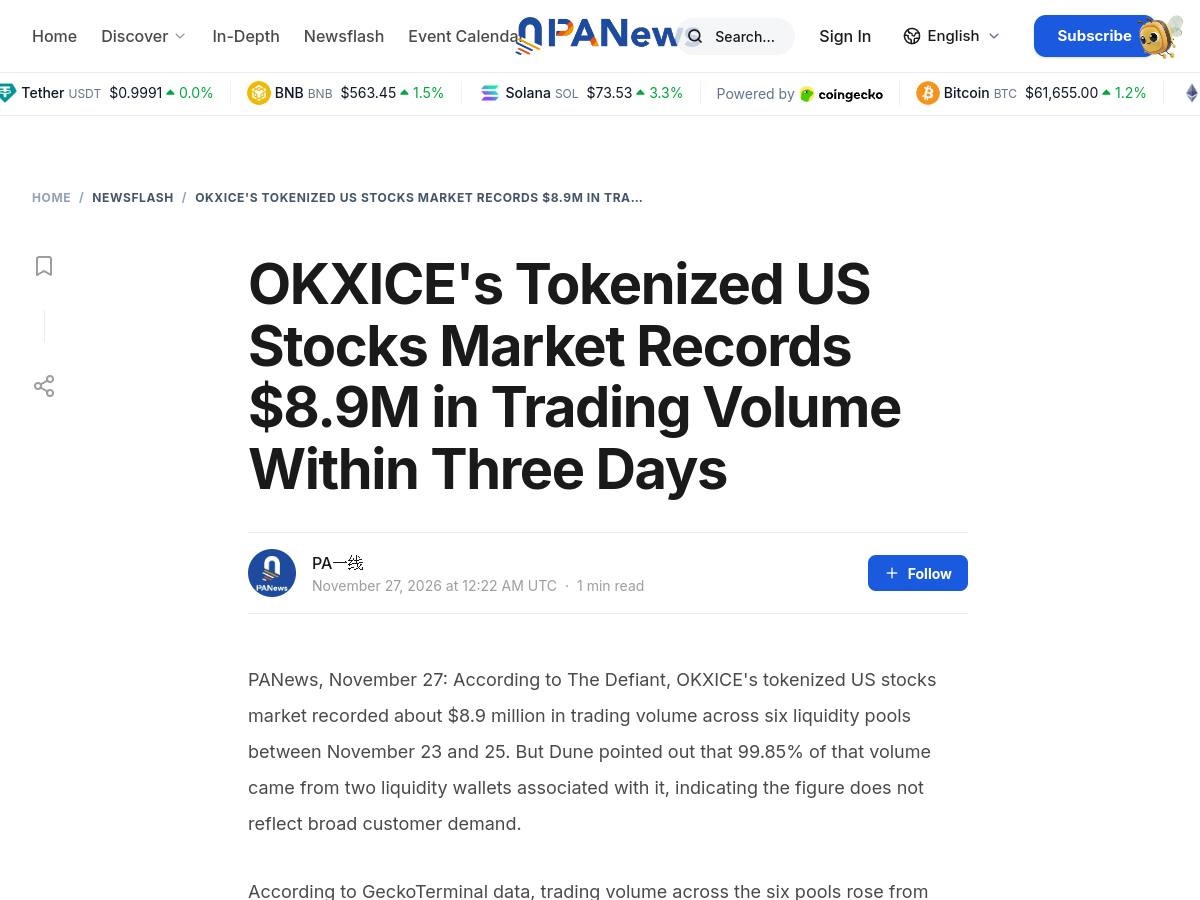 Home Discover In-Depth Newsflash Event Calendar PANews Search... Sign In English Subscribe
Tether USDT $0.9991 0.0% BNB BNB $563.45 1.5% Solana SOL $73.53 3.3% Powered by coingecko Bitcoin BTC $61,655.00 1.2%
HOME / NEWSFLASH / OKXICE'S TOKENIZED US STOCKS MARKET RECORDS $8.9M IN TRA...
OKXICE's Tokenized US
Stocks Market Records
$8.9M in Trading Volume
Within Three Days
PANews
PA一线
November 27, 2026 at 12:22 AM UTC · 1 min read
Follow
PANews, November 27: According to The Defiant, OKXICE's tokenized US stocks
market recorded about $8.9 million in trading volume across six liquidity pools
between November 23 and 25. But Dune pointed out that 99.85% of that volume
came from two liquidity wallets associated with it, indicating the figure does not
reflect broad customer demand.
According to GeckoTerminal data, trading volume across the six pools rose from